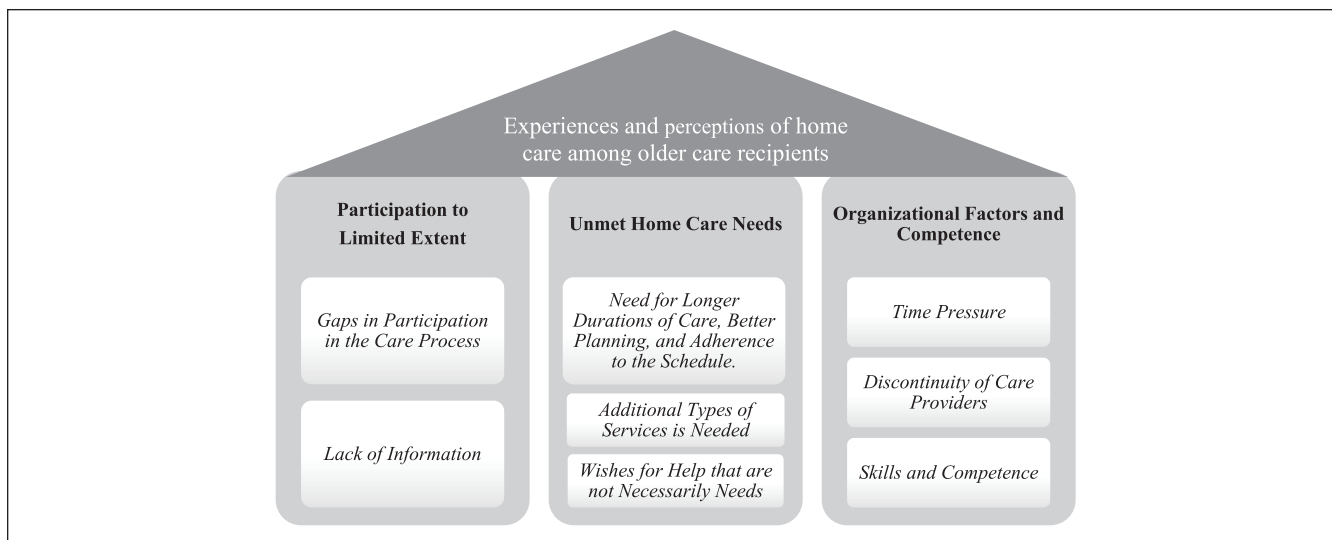 Experiences and perceptions of home
care among older care recipients
Participation to
Limited Extent
Gaps in Participation
in the Care Process
Lack of Information
Unmet Home Care Needs
Need for Longer
Durations of Care, Better
Planning, and Adherence
to the Schedule.
Additional Types of
Services is Needed
Wishes for Help that are
not Necessarily Needs
Organizational Factors and
Competence
Time Pressure
Discontinuity of Care
Providers
Skills and Competence